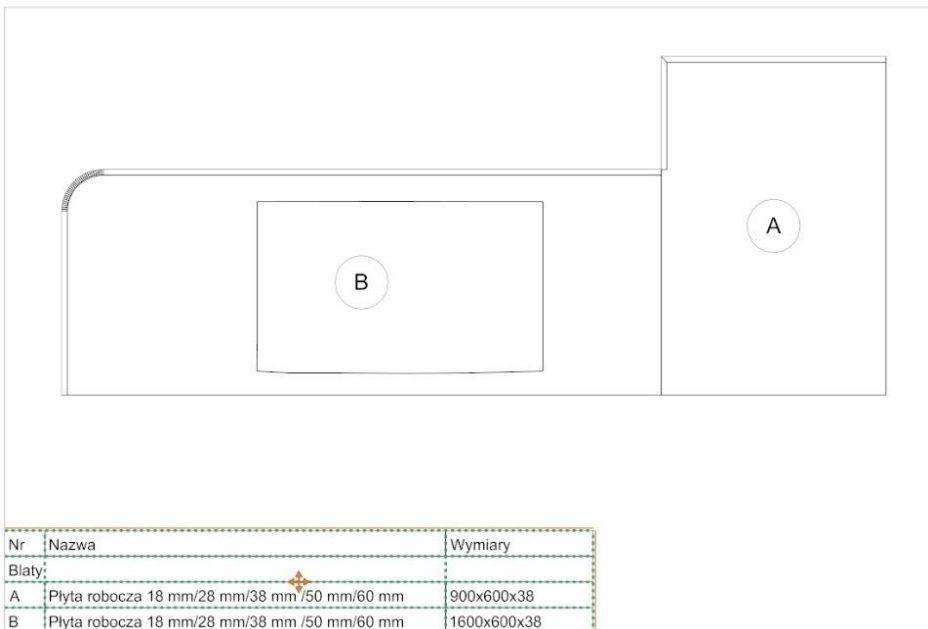 A
B
Nr Nazwa Wymiary
Blaty
A Płyta robocza 18 mm/28 mm/38 mm /50 mm/60 mm 900x600x38
B Płyta robocza 18 mm/28 mm/38 mm /50 mm/60 mm 1600x600x38